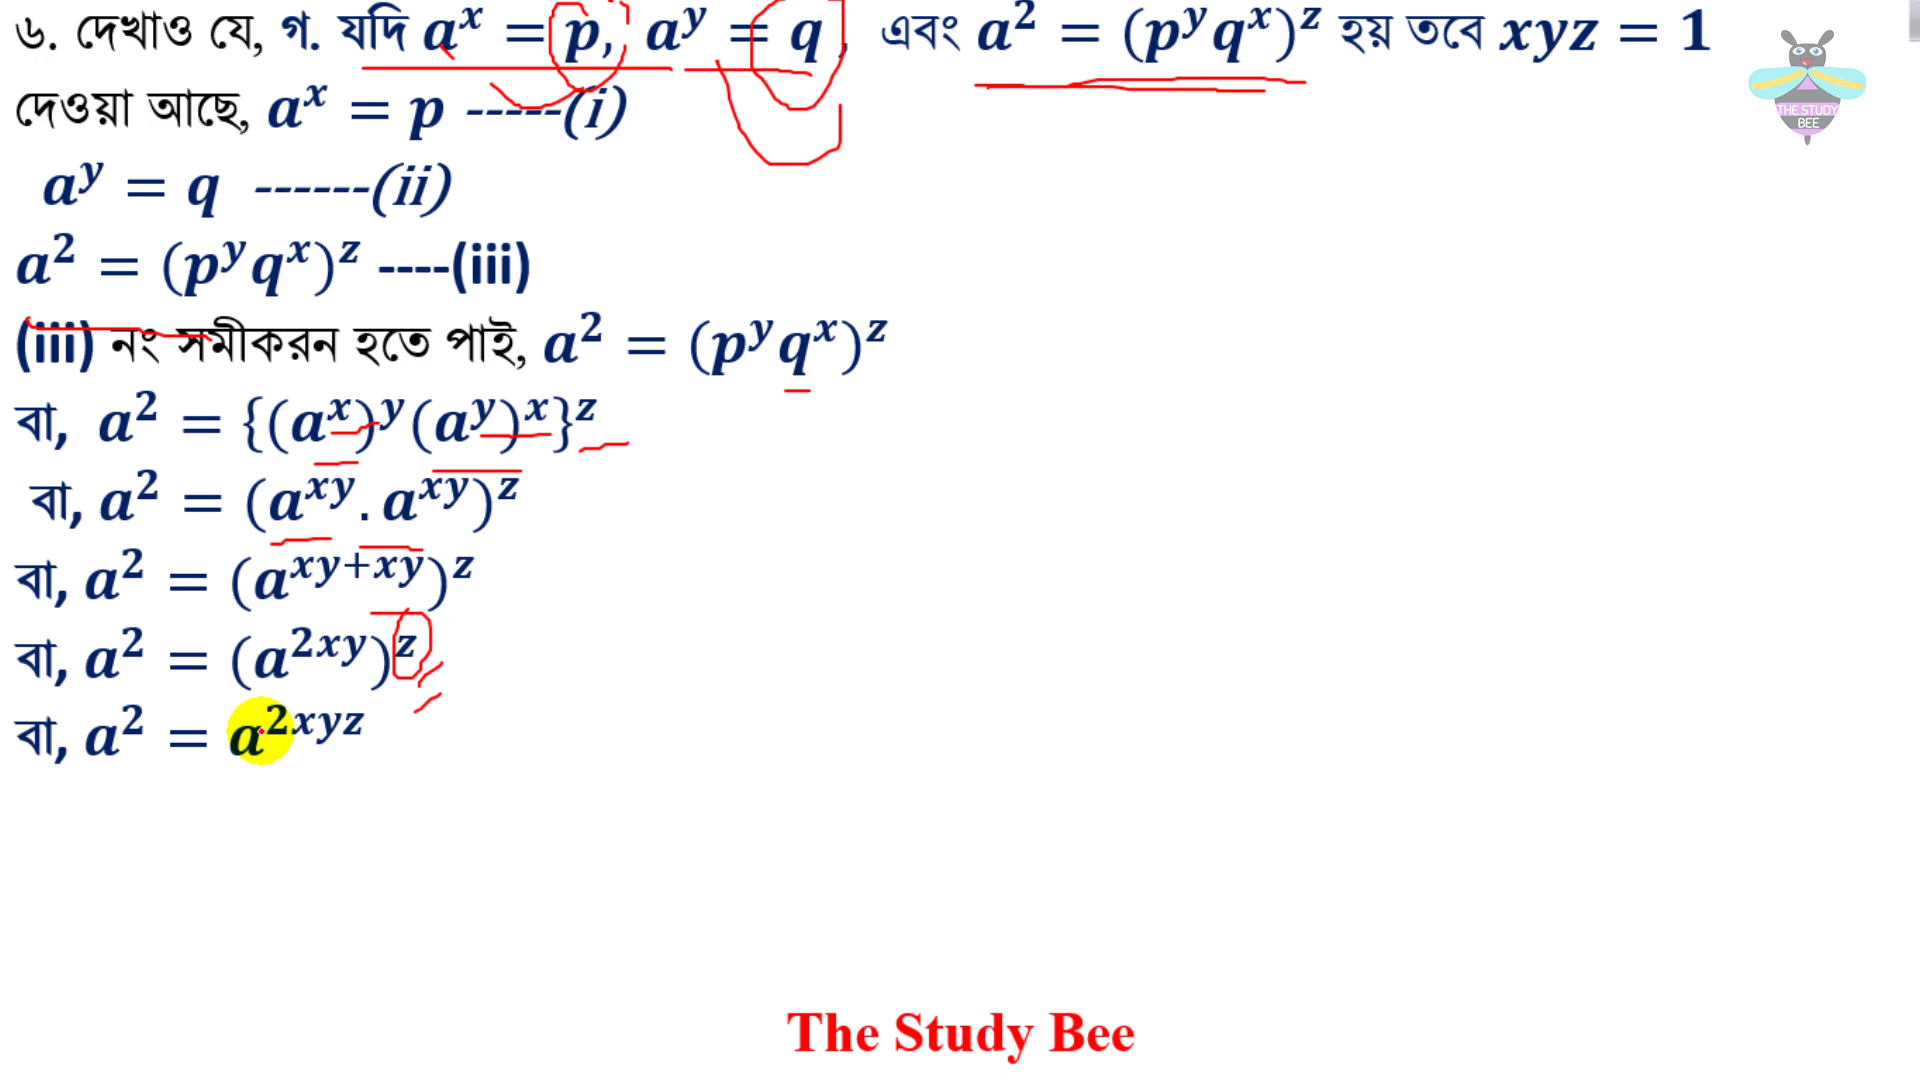 ৬. দেখাও যে, গ. যদি aˣ = p, aʸ = q, এবং a² = (pʸqˣ)ᶻ হয় তবে xyz = 1
THE STUDY
BEE
দেওয়া আছে, aˣ = p -----(i)
aʸ = q ------(ii)
a² = (pʸqˣ)ᶻ ----(iii)
(iii) নং সমীকরন হতে পাই, a² = (pʸqˣ)ᶻ
বা, a² = {(aˣ)ʸ(aʸ)ˣ}ᶻ
বা, a² = (aˣʸ. aˣʸ)ᶻ
বা, a² = (aˣʸ⁺ˣʸ)ᶻ
বা, a² = (a²ˣʸ)ᶻ
বা, a² = a²ˣʸᶻ
The Study Bee